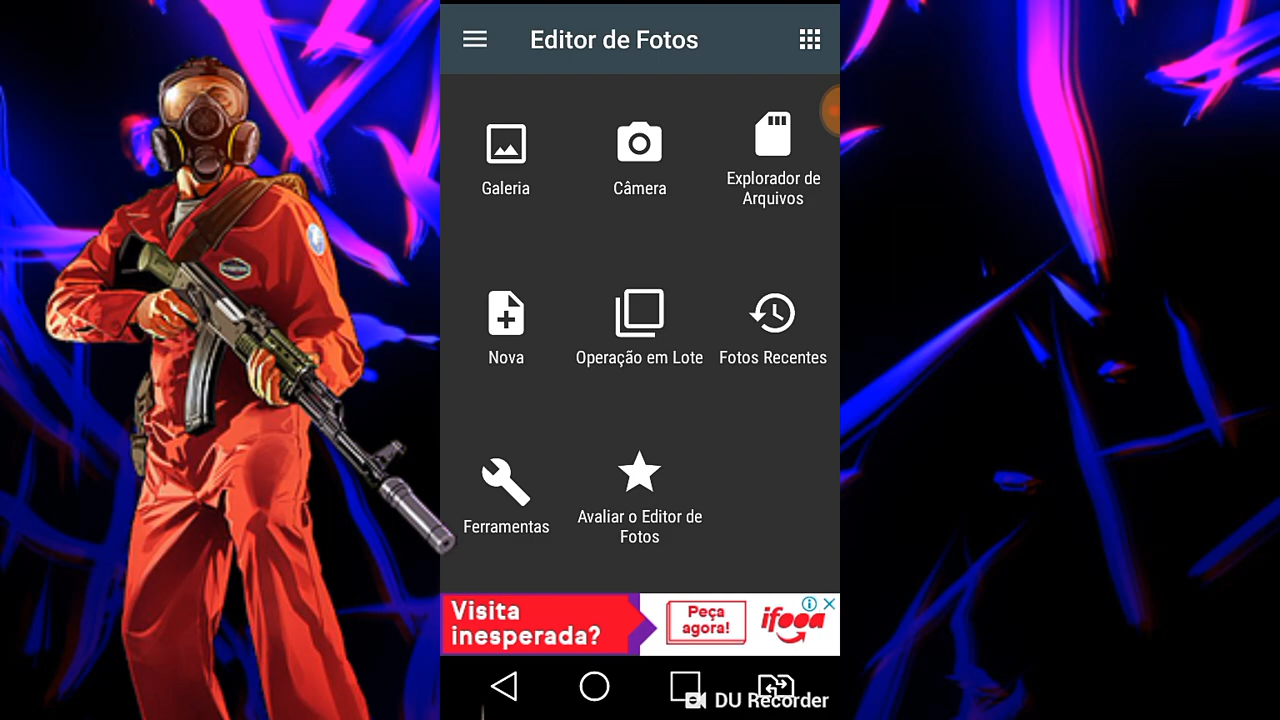 Editor de Fotos
Galeria
Câmera
Explorador de
Arquivos
Nova
Operação em Lote
Fotos Recentes
Ferramentas
Avaliar o Editor de
Fotos
Visita
inesperada?
Peça
agora!
ifood
DU Recorder